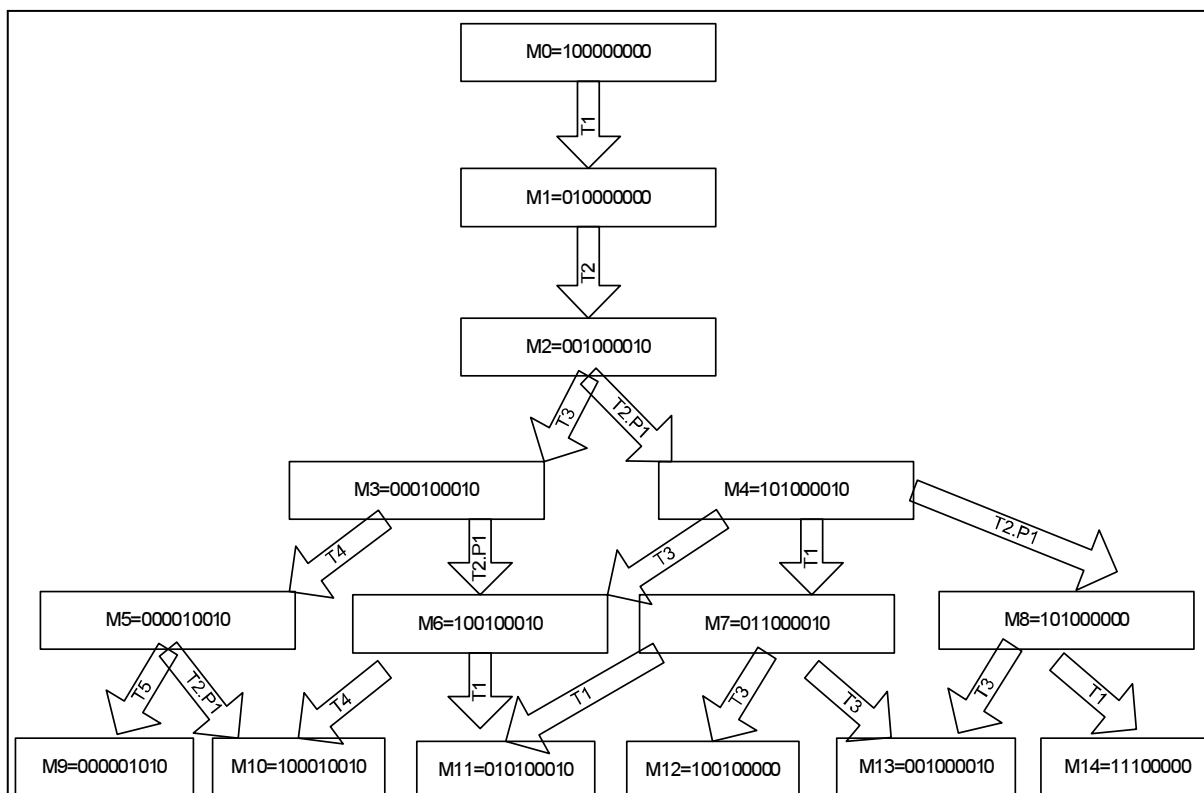 M0=100000000
T1
M1=010000000
T2
M2=001000010
T3
T2.P1
M3=000100010
M4=101000010
T4
T2.P1
T3
T1
T2.P1
M5=000010010
M6=100100010
M7=011000010
M8=101000000
T5
T2.P1
T4
T1
T1
T3
T3
T3
T1
M9=000001010
M10=100010010
M11=010100010
M12=100100000
M13=001000010
M14=11100000